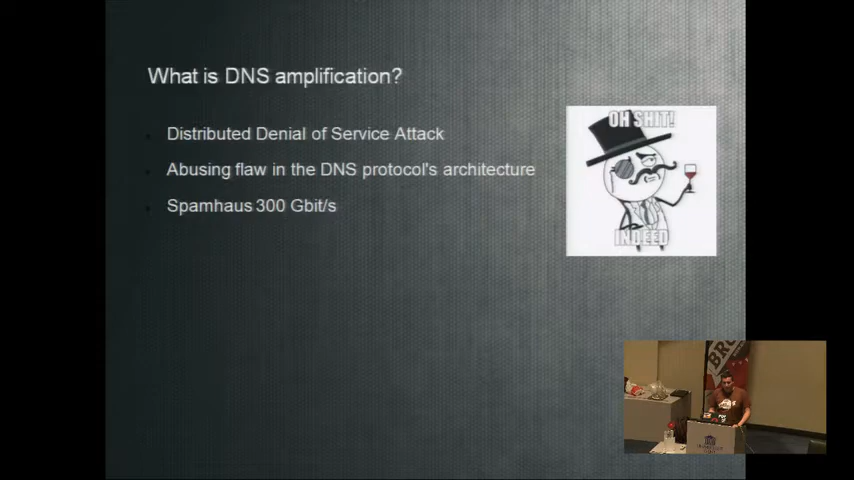 What is DNS amplification?
Distributed Denial of Service Attack
Abusing flaw in the DNS protocol's architecture
Spamhaus 300 Gbit/s
OH SHIT!
INDEED
BRU